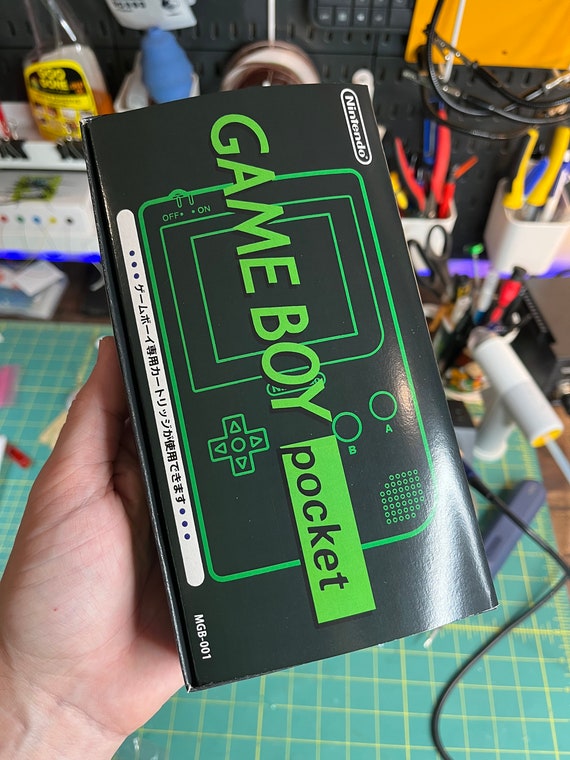 Nintendo
GAME BOY
pocket
OFF• •ON
B
A
•••ゲームボーイ専用カートリッジが使用できます•••
MGB-001